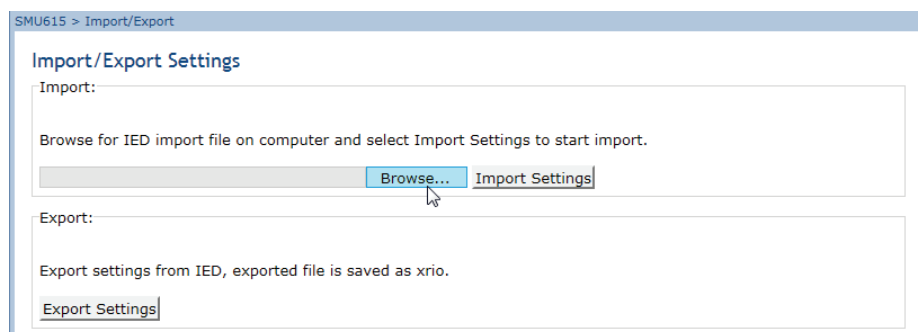 SMU615 > Import/Export
Import/Export Settings
Import:
Browse for IED import file on computer and select Import Settings to start import.
Browse... Import Settings
Export:
Export settings from IED, exported file is saved as xrio.
Export Settings